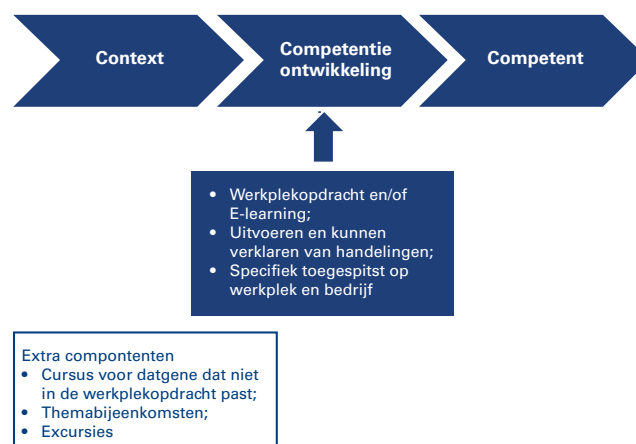 Context
Competentie
ontwikkeling
Competent
• Werkplekopdracht en/of
E-learning;
• Uitvoeren en kunnen
verklaren van handelingen;
• Specifiek toegespitst op
werkplek en bedrijf
Extra compontenten
• Cursus voor datgene dat niet
in de werkplekopdracht past;
• Themabijeenkomsten;
• Excursies